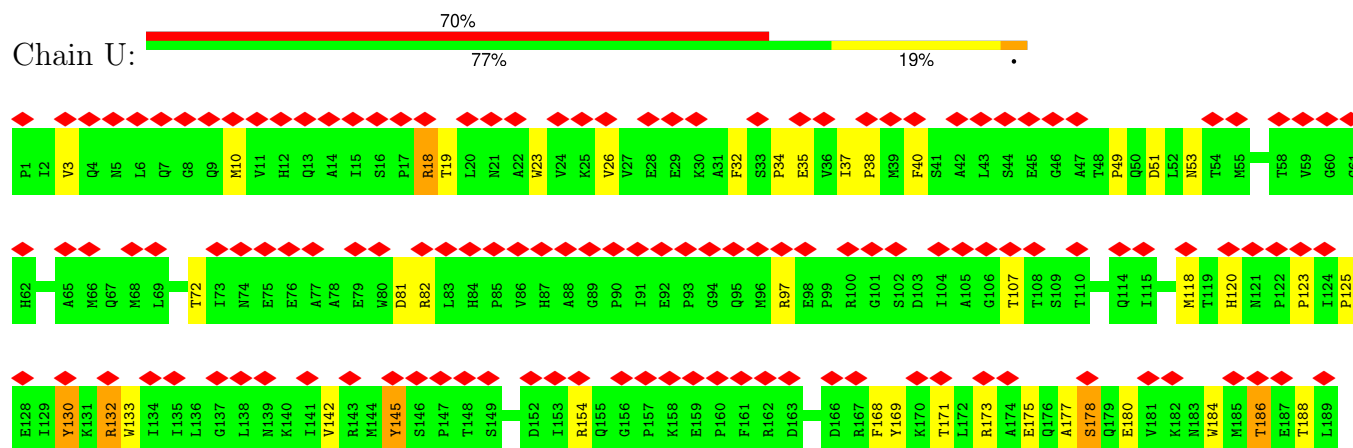 70%
Chain U:
77% 19% •
P1 I2 V3 Q4 N5 L6 Q7 G8 Q9 M10 V11 H12 Q13 A14 I15 S16 P17 R18 T19 L20 N21 A22 W23 V24 K25 V26 V27 E28 E29 K30 A31 F32 S33 P34 E35 V36 I37 P38 M39 F40 S41 A42 L43 S44 E45 G46 A47 T48 P49 Q50 D51 L52 N53 T54 M55 T58 V59 G60
H62 A65 M66 Q67 M68 L69 T72 I73 N74 E75 E76 A77 A78 E79 W80 D81 R82 L83 H84 P85 V86 H87 A88 G89 P90 I91 E92 P93 G94 Q95 M96 R97 E98 P99 R100 G101 S102 D103 I104 A105 G106 T107 T108 S109 T110 Q114 I115 M118 T119 H120 N121 P122 P123 I124 P125
E128 I129 Y130 K131 R132 W133 I134 I135 L136 G137 L138 N139 K140 I141 V142 R143 M144 Y145 S146 P147 T148 S149 D152 I153 R154 Q155 G156 P157 K158 E159 P160 F161 R162 D163 D166 R167 F168 Y169 K170 T171 L172 R173 A174 E175 Q176 A177 S178 Q179 E180 V181 K182 N183 W184 M185 T186 E187 T188 L189